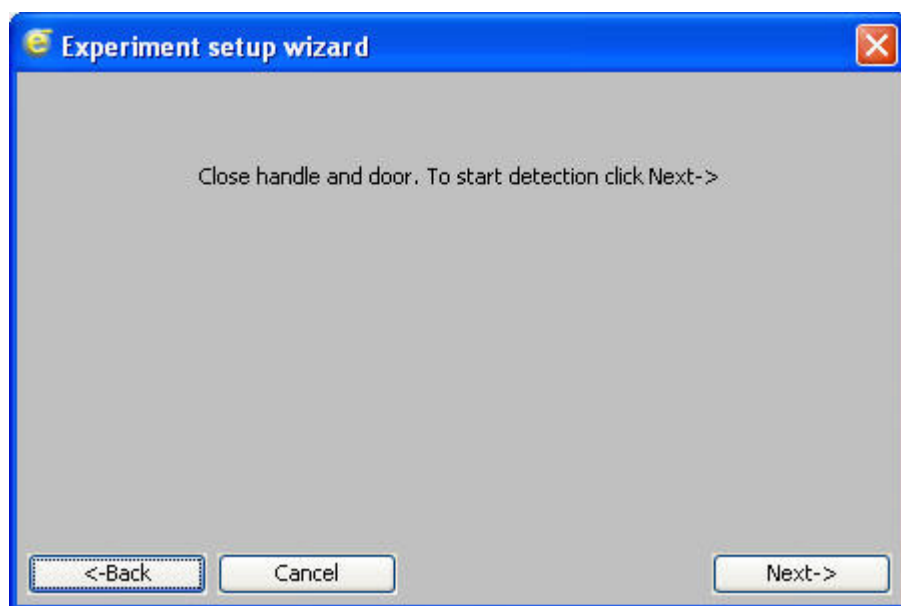 Experiment setup wizard
Close handle and door. To start detection click Next->
<-Back Cancel Next->